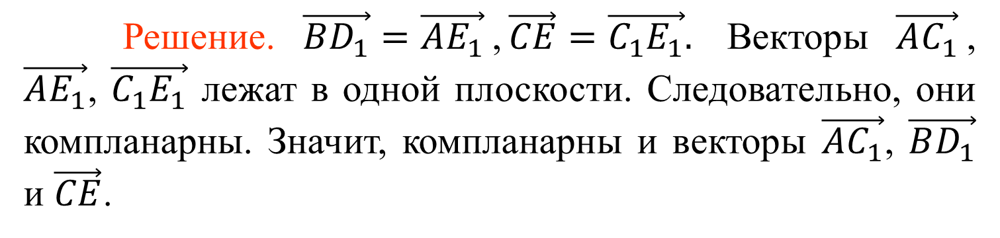 Решение. $\overrightarrow{BD_1} = \overrightarrow{AE_1}, \overrightarrow{CE} = \overrightarrow{C_1E_1}.$ Векторы $\overrightarrow{AC_1}$,
$\overrightarrow{AE_1}$, $\overrightarrow{C_1E_1}$ лежат в одной плоскости. Следовательно, они
компланарны. Значит, компланарны и векторы $\overrightarrow{AC_1}$, $\overrightarrow{BD_1}$
и $\overrightarrow{CE}$.